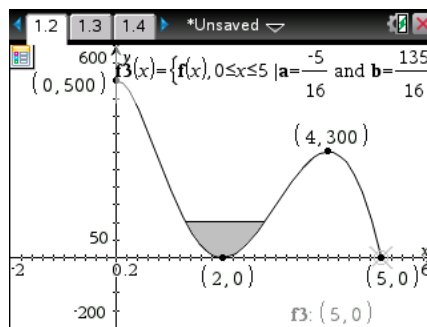 1.2 1.3 1.4 *Unsaved
600 y
f3(x)={f(x),0≤x≤5 |a=-5/16 and b=135/16
(0,500)
(4,300)
50
-2 0.2 (2,0) (5,0) 6
-200
f3: (5,0)